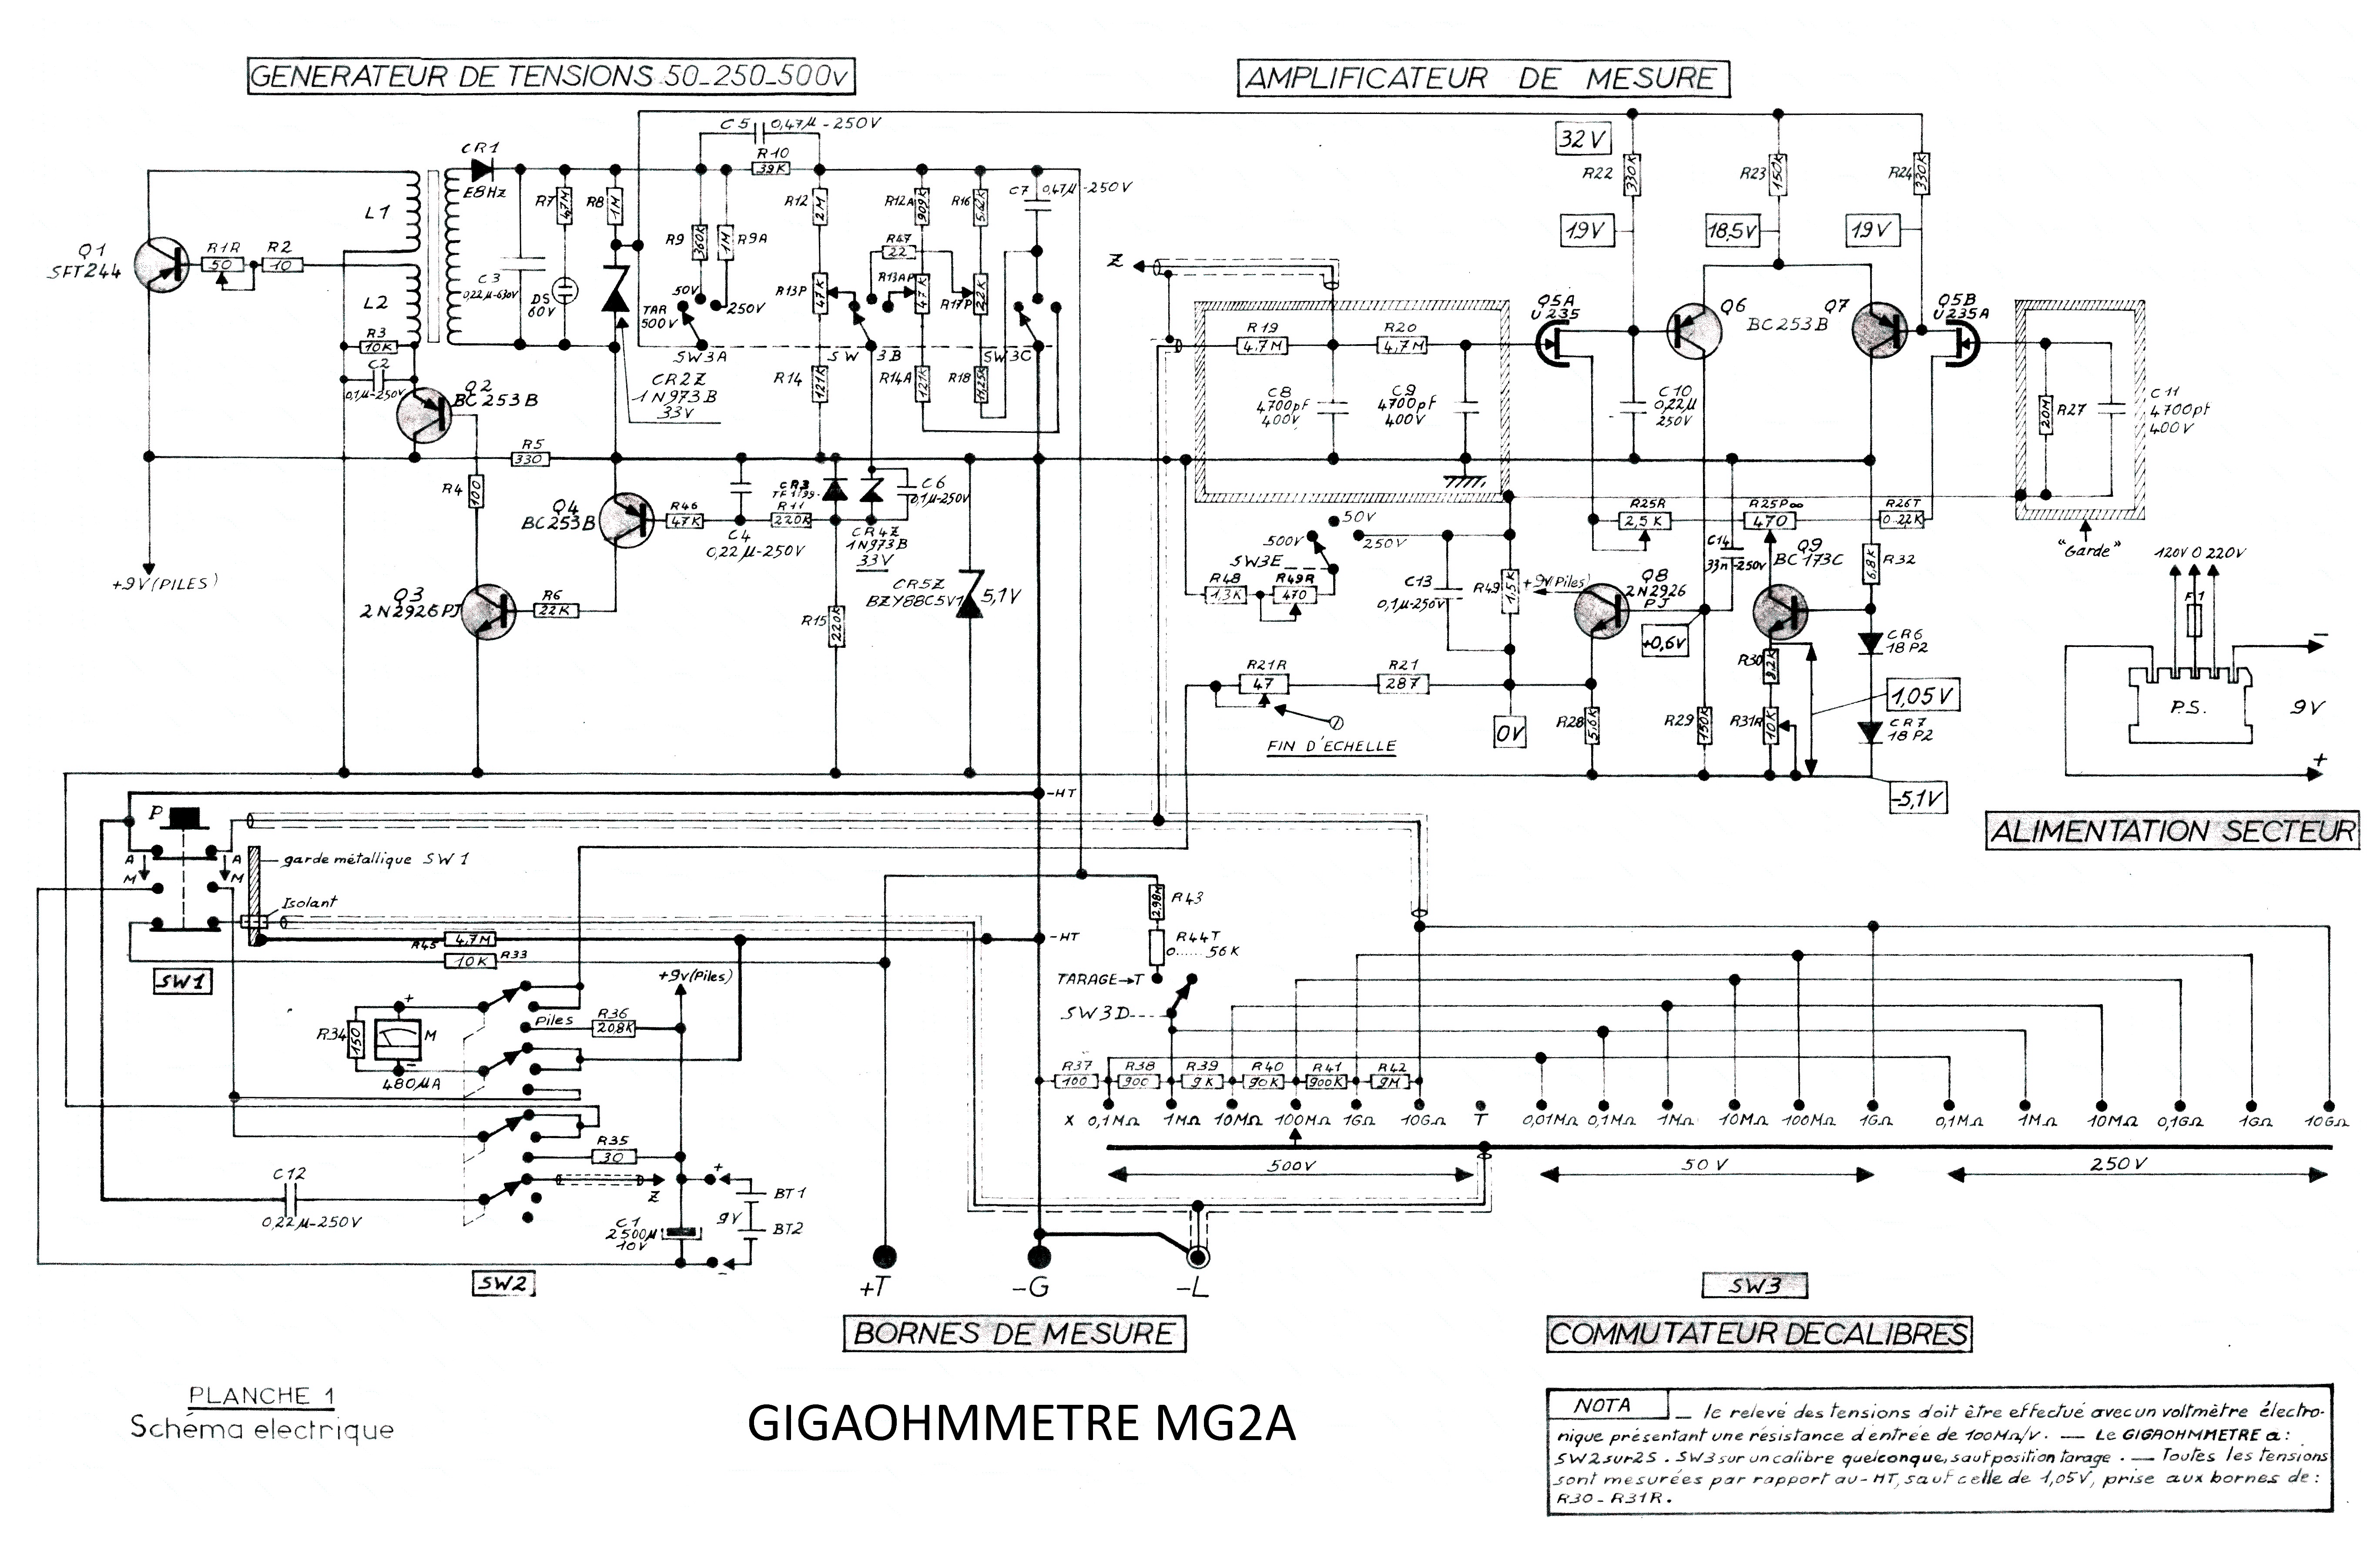 GENERATEUR DE TENSIONS 50_250_500V
AMPLIFICATEUR DE MESURE
C5 0,47µ-250V
CR1
E8Hz
R10
39K
32V
R7
4,7M
R8
1M
R12
2M
R12A
909K
R16
C7 0,47µ-250V
R22
330K
R23
150K
R24
330K
L1
R9
360K
R9A
1M
R47
22
19V
18,5V
19V
Q1
SFT244
R1R
50
R2
10
L2
C3
0,22µ-630V
DS
60V
50V
TAR
500V
250V
R13P
47K
R13AP
47K
R17P
2,2K
Z
Q5A
U235
Q6
BC253B
Q7
Q5B
U235A
R3
10K
SW3A
SW 3B
SW3C
R19
4,7M
R20
4,7M
C2
0,1µ-250V
Q2
BC253B
CR2Z
1N973B
33V
R14
121K
R14A
121K
R18
C8
4700pf
400V
C9
4700pf
400V
C10
0,22µ
250V
R27
20M
C11
4700pf
400V
R5
330
R4
100
Q4
BC253B
R46
47K
CR3
R11
220K
C6
0,1µ-250V
C4
0,22µ-250V
CR4Z
1N973B
33V
50V
500V
250V
SW3E
R25R
2,5K
R25P∞
470
R26T
0.22K
"Garde"
120V 0 220V
+9V(PILES)
Q3
2N2926PJ
R6
22K
R15
220K
CR5Z
BZY88C5V1
5,1V
R48
1,3K
R49R
470
C13
0,1µ-250V
R49
1,5K
+9V(Piles)
Q8
2N2926
PJ
C14
33n-250V
Q9
BC173C
R32
6,8K
F1
+0,6V
CR6
18P2
R21R
47
R21
287
R30
8,2K
1,05V
P.S.
9V
-
+
FIN D'ECHELLE
0V
R28
5,6K
R29
150K
R31R
10K
CR7
18P2
-5,1V
-HT
P
ALIMENTATION SECTEUR
A
M
A
M
garde métallique SW1
Isolant
R45
4,7M
-HT
10K
R33
R43
2,98M
R44T
0.....56K
SW1
TARAGE→T
SW3D
+9V(Piles)
R34
150
+
M
-
480µA
Piles
R36
208K
R37
100
R38
900
R39
9K
R40
90K
R41
900K
R42
9M
X 0,1MΩ 1MΩ 10MΩ 100MΩ 1GΩ 10GΩ T 0,01MΩ 0,1MΩ 1MΩ 10MΩ 100MΩ 1GΩ 0,1MΩ 1MΩ 10MΩ 0,1GΩ 1GΩ 10GΩ
500V
50V
250V
R35
30
C12
0,22µ-250V
Z
+
BT1
9V
BT2
-
C1
2500µ
10V
SW2
+T
-G
-L
SW3
BORNES DE MESURE
COMMUTATEUR DE CALIBRES
PLANCHE 1
Schéma electrique
GIGAOHMMETRE MG2A
NOTA _ le relevé des tensions doit être effectué avec un voltmètre électro-
nique présentant une résistance d'entrée de 100MΩ/V. — Le GIGAOHMMETRE a:
SW2 sur 2S. SW3 sur un calibre quelconque, sauf position tarage. — Toutes les tensions
sont mesurées par rapport au -HT, sauf celle de 1,05V, prise aux bornes de:
R30-R31R.